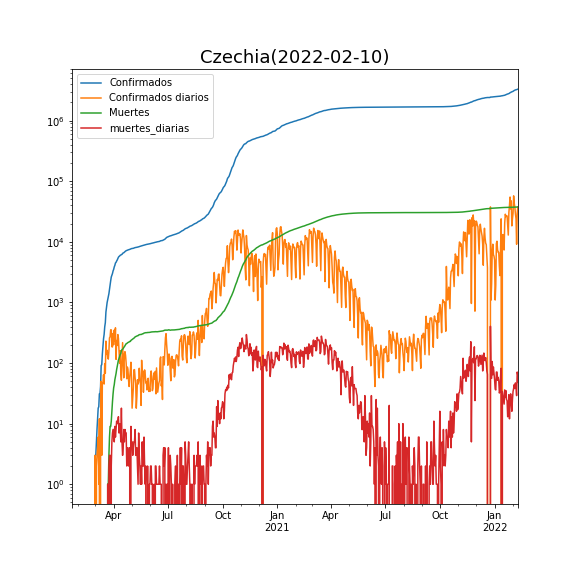 Czechia(2022-02-10)
Confirmados
Confirmados diarios
Muertes
muertes_diarias
10^6
10^5
10^4
10^3
10^2
10^1
10^0
Apr Jul Oct Jan Apr Jul Oct Jan
2021 2022